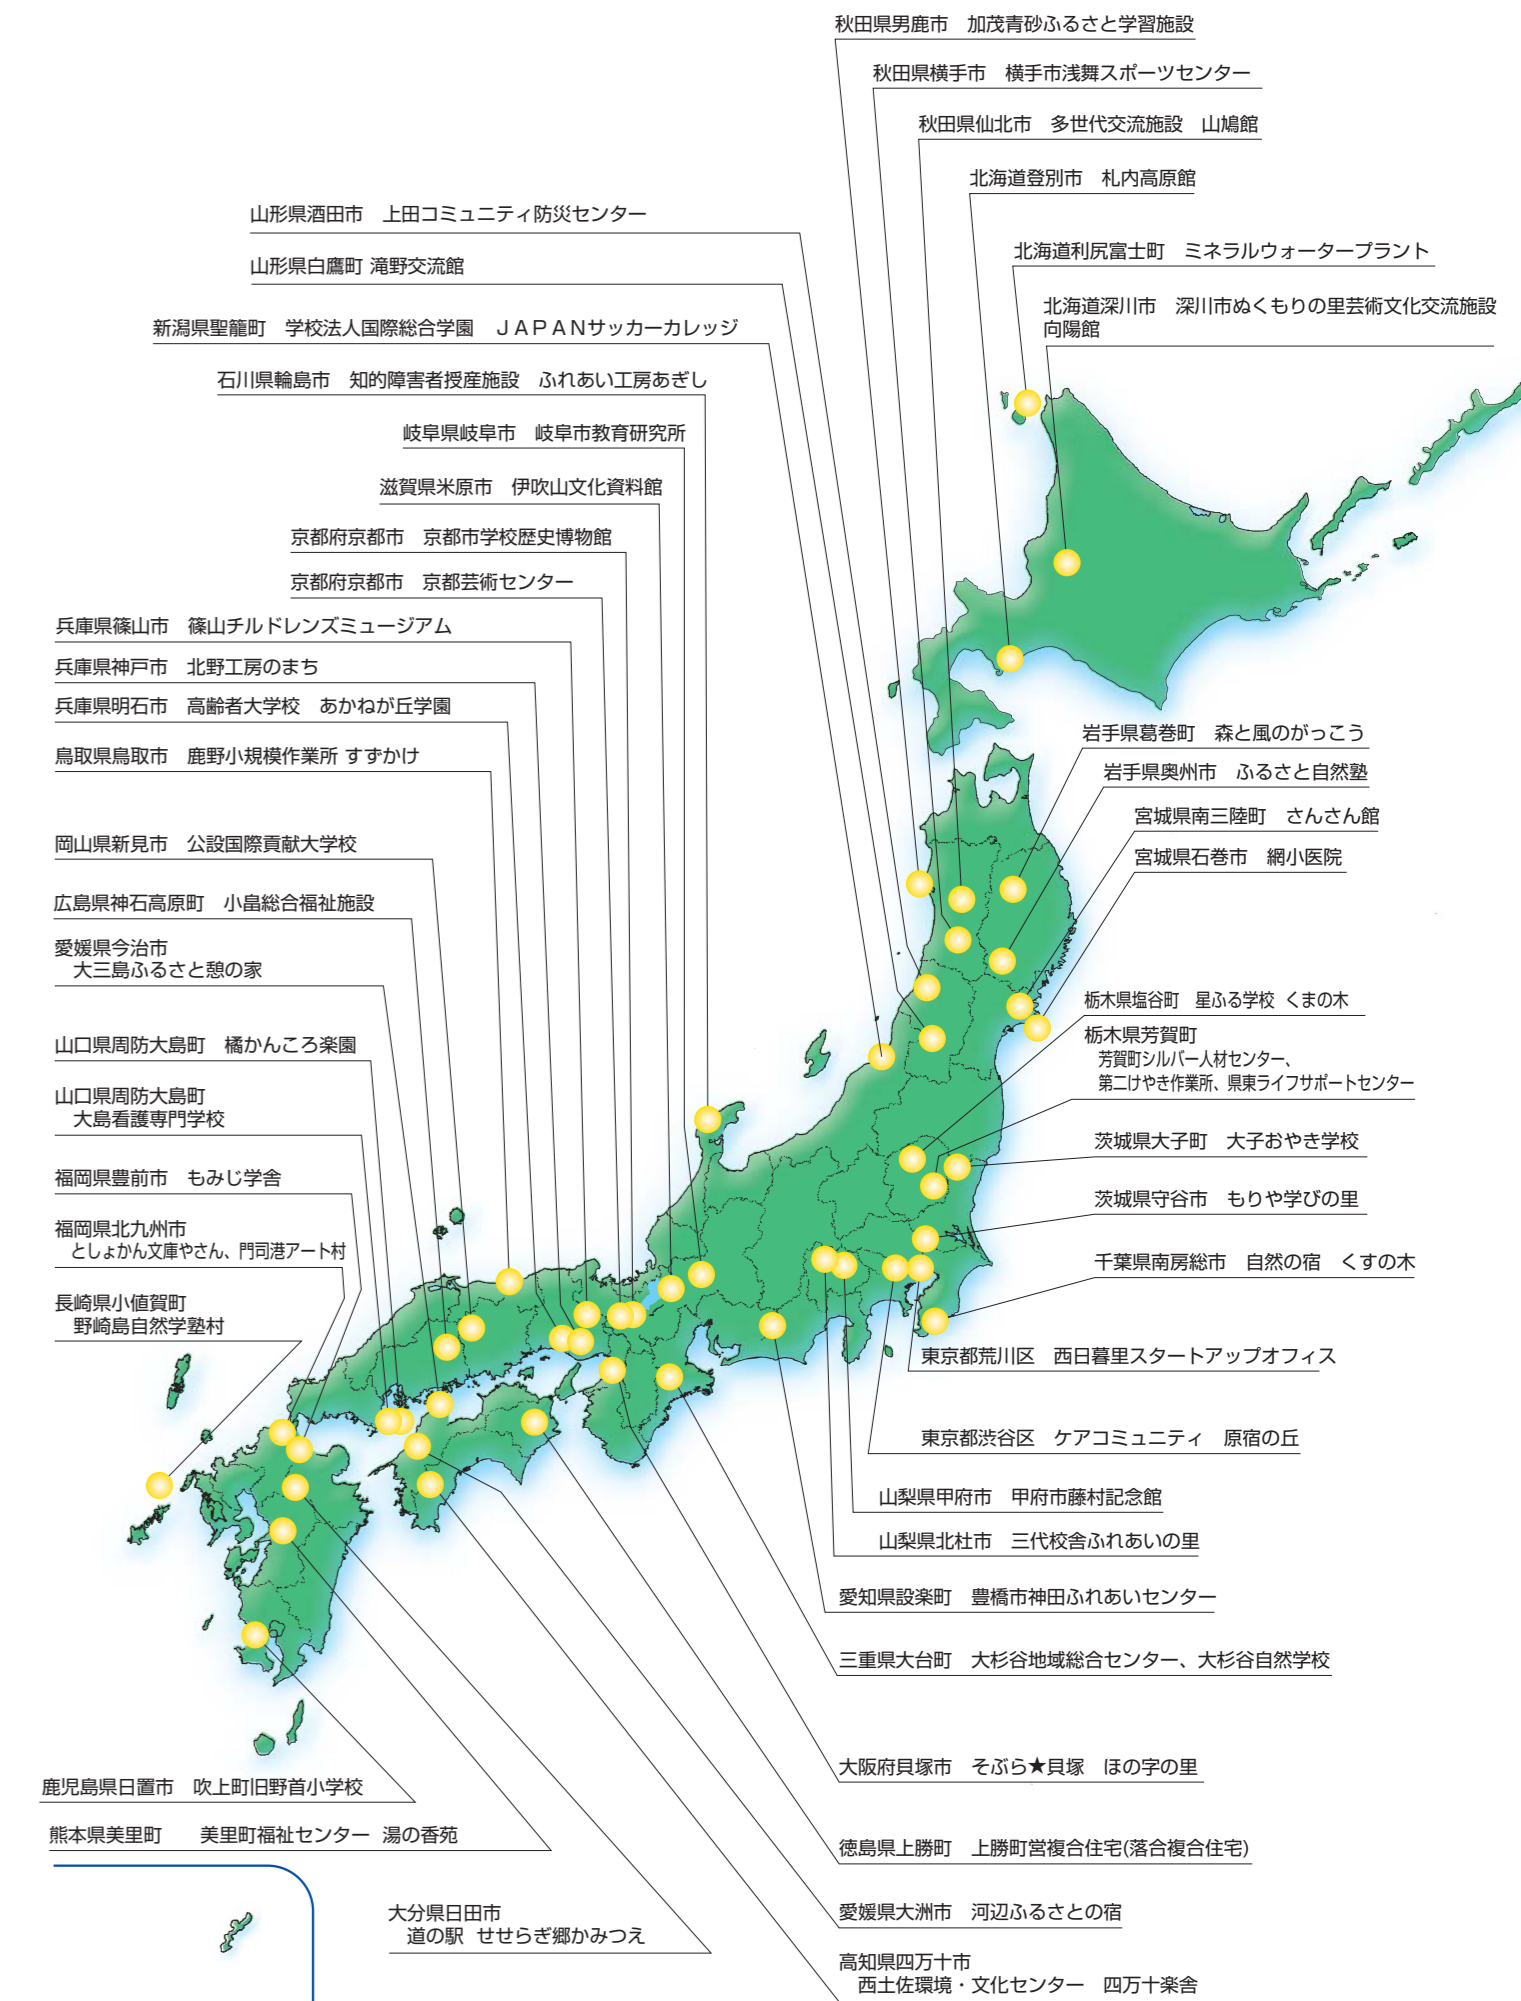 秋田県男鹿市　加茂青砂ふるさと学習施設
秋田県横手市　横手市浅舞スポーツセンター
秋田県仙北市　多世代交流施設　山鳩館
北海道登別市　札内高原館
山形県酒田市　上田コミュニティ防災センター
北海道利尻富士町　ミネラルウォータープラント
山形県白鷹町 滝野交流館
北海道深川市　深川市ぬくもりの里芸術文化交流施設
向陽館
新潟県聖籠町　学校法人国際総合学園　ＪＡＰＡＮサッカーカレッジ
石川県輪島市　知的障害者授産施設　ふれあい工房あぎし
岐阜県岐阜市　岐阜市教育研究所
滋賀県米原市　伊吹山文化資料館
京都府京都市　京都市学校歴史博物館
京都府京都市　京都芸術センター
兵庫県篠山市　篠山チルドレンズミュージアム
兵庫県神戸市　北野工房のまち
兵庫県明石市　高齢者大学校　あかねが丘学園
鳥取県鳥取市　鹿野小規模作業所 すずかけ
岡山県新見市　公設国際貢献大学校
広島県神石高原町　小畠総合福祉施設
愛媛県今治市
大三島ふるさと憩の家
山口県周防大島町　橘かんころ楽園
山口県周防大島町
大島看護専門学校
福岡県豊前市　もみじ学舎
福岡県北九州市
としょかん文庫やさん、門司港アート村
長崎県小値賀町
野崎島自然学塾村
岩手県葛巻町　森と風のがっこう
岩手県奥州市　ふるさと自然塾
宮城県南三陸町　さんさん館
宮城県石巻市　網小医院
栃木県塩谷町　星ふる学校 くまの木
栃木県芳賀町
芳賀町シルバー人材センター、
第二けやき作業所、県東ライフサポートセンター
茨城県大子町　大子おやき学校
茨城県守谷市　もりや学びの里
千葉県南房総市　自然の宿　くすの木
東京都荒川区　西日暮里スタートアップオフィス
東京都渋谷区　ケアコミュニティ　原宿の丘
山梨県甲府市　甲府市藤村記念館
山梨県北杜市　三代校舎ふれあいの里
愛知県設楽町　豊橋市神田ふれあいセンター
三重県大台町　大杉谷地域総合センター、大杉谷自然学校
大阪府貝塚市　そぶら★貝塚　ほの字の里
徳島県上勝町　上勝町営複合住宅(落合複合住宅)
愛媛県大洲市　河辺ふるさとの宿
高知県四万十市
西土佐環境・文化センター　四万十楽舎
鹿児島県日置市　吹上町旧野首小学校
熊本県美里町　　美里町福祉センター 湯の香苑
大分県日田市
道の駅 せせらぎ郷かみつえ